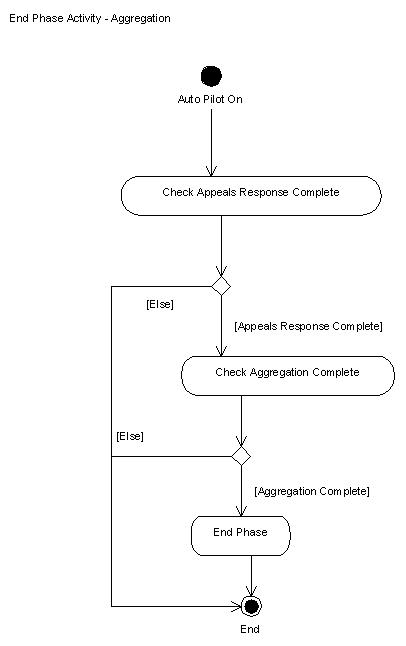 End Phase Activity - Aggregation
Auto Pilot On
Check Appeals Response Complete
[Else]
[Appeals Response Complete]
Check Aggregation Complete
[Else]
[Aggregation Complete]
End Phase
End